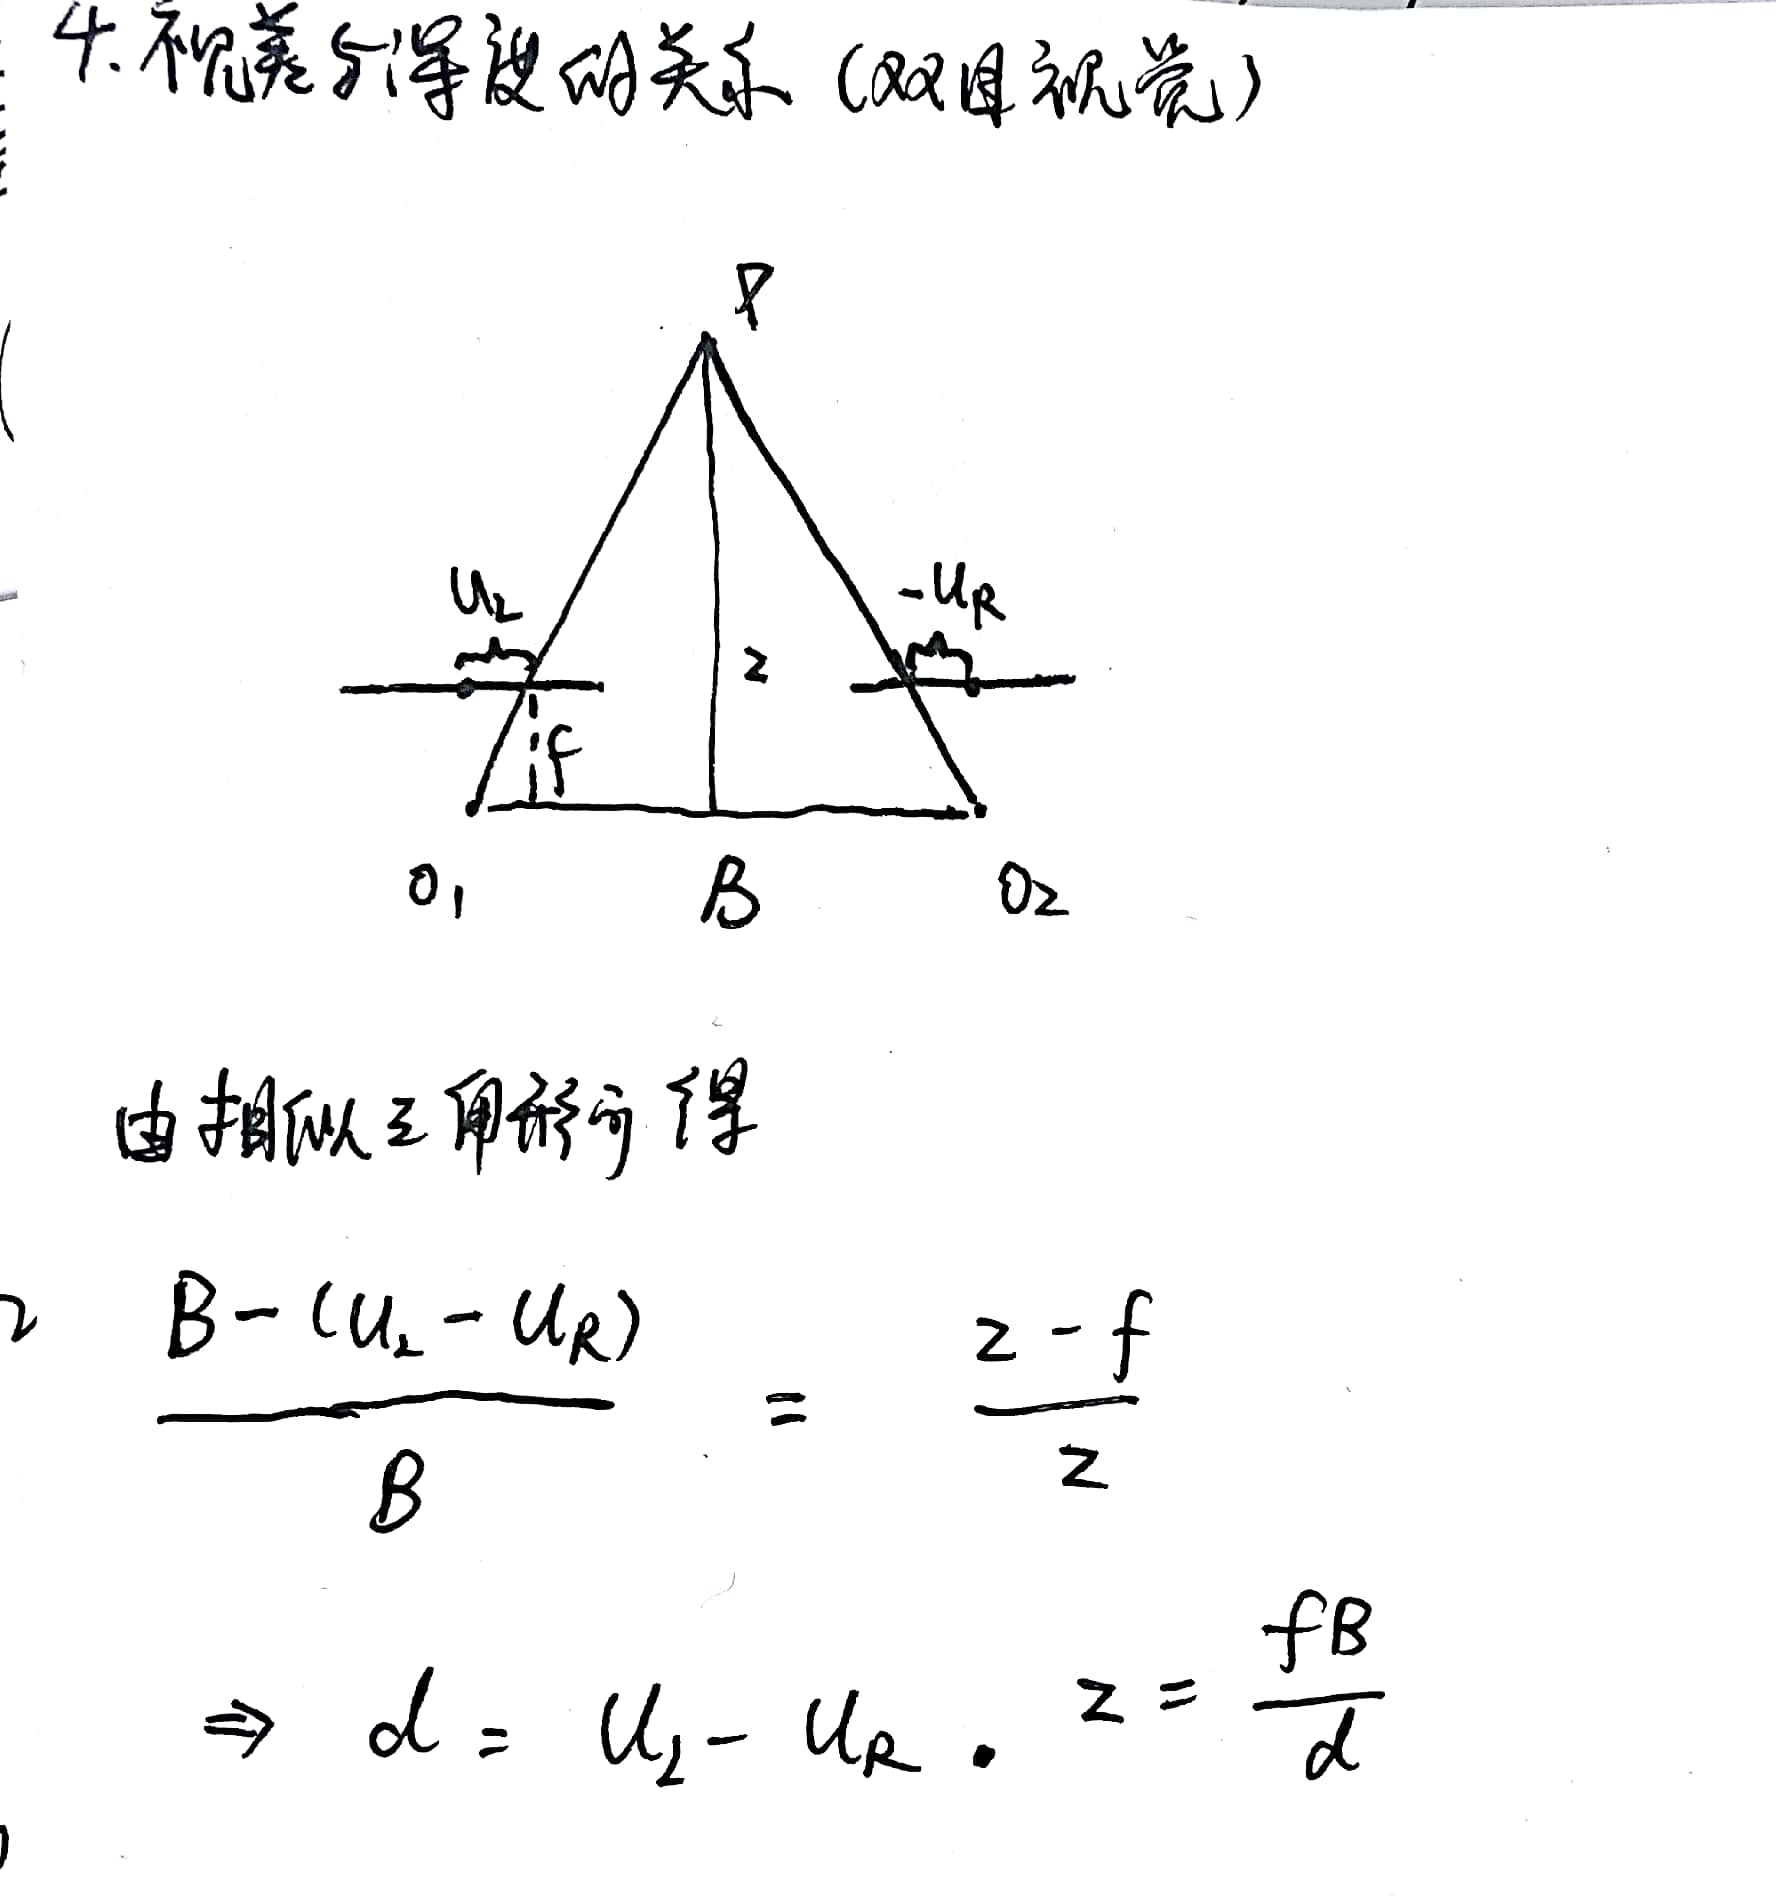 4.视差与深度的关系(双目视觉)
P
U_L
-U_R
z
f
O_1 B O_2
由相似三角形可得
\frac{B-(U_L-U_R)}{B} = \frac{z-f}{z}
⇒ d = U_L - U_R . z = \frac{fB}{d}